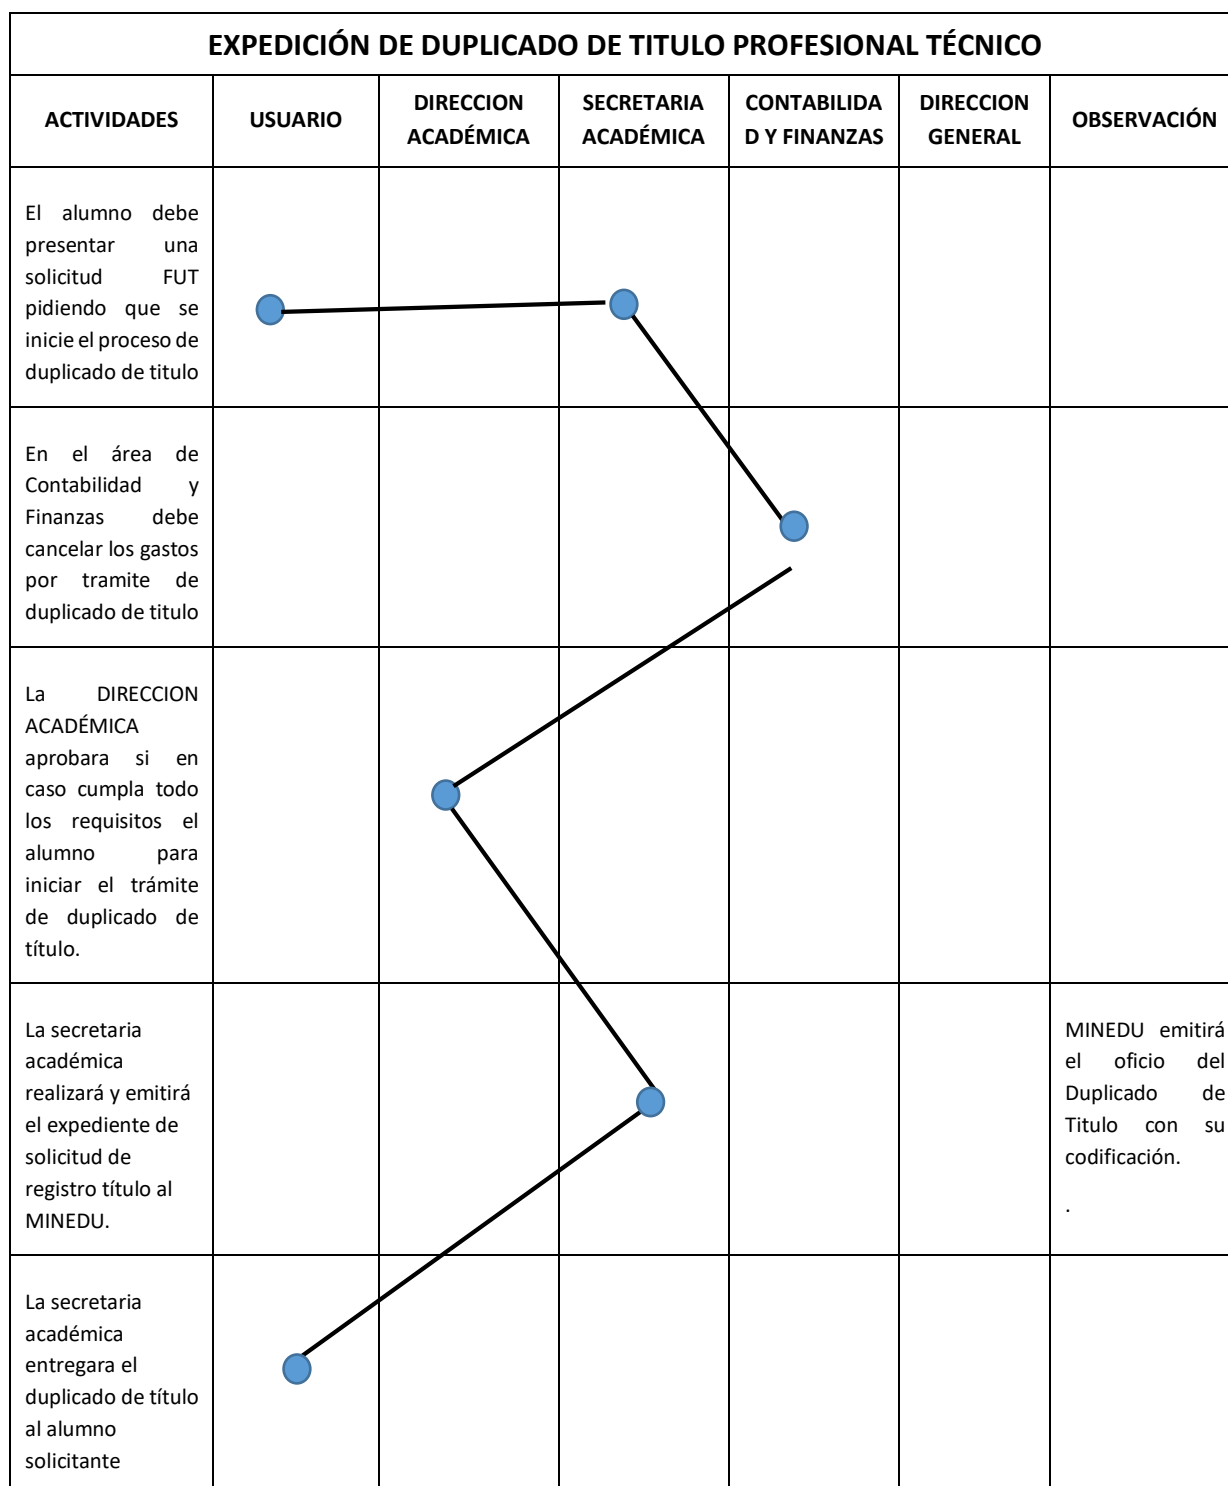 EXPEDICIÓN DE DUPLICADO DE TITULO PROFESIONAL TÉCNICO
ACTIVIDADES
USUARIO
DIRECCION
ACADÉMICA
SECRETARIA
ACADÉMICA
CONTABILIDA
D Y FINANZAS
DIRECCION
GENERAL
OBSERVACIÓN
El alumno debe
presentar una
solicitud FUT
pidiendo que se
inicie el proceso de
duplicado de titulo
En el área de
Contabilidad y
Finanzas debe
cancelar los gastos
por tramite de
duplicado de titulo
La DIRECCION
ACADÉMICA
aprobara si en
caso cumpla todo
los requisitos el
alumno para
iniciar el trámite
de duplicado de
título.
La secretaria
académica
realizará y emitirá
el expediente de
solicitud de
registro título al
MINEDU.
MINEDU emitirá
el oficio del
Duplicado de
Titulo con su
codificación.
.
La secretaria
académica
entregara el
duplicado de título
al alumno
solicitante